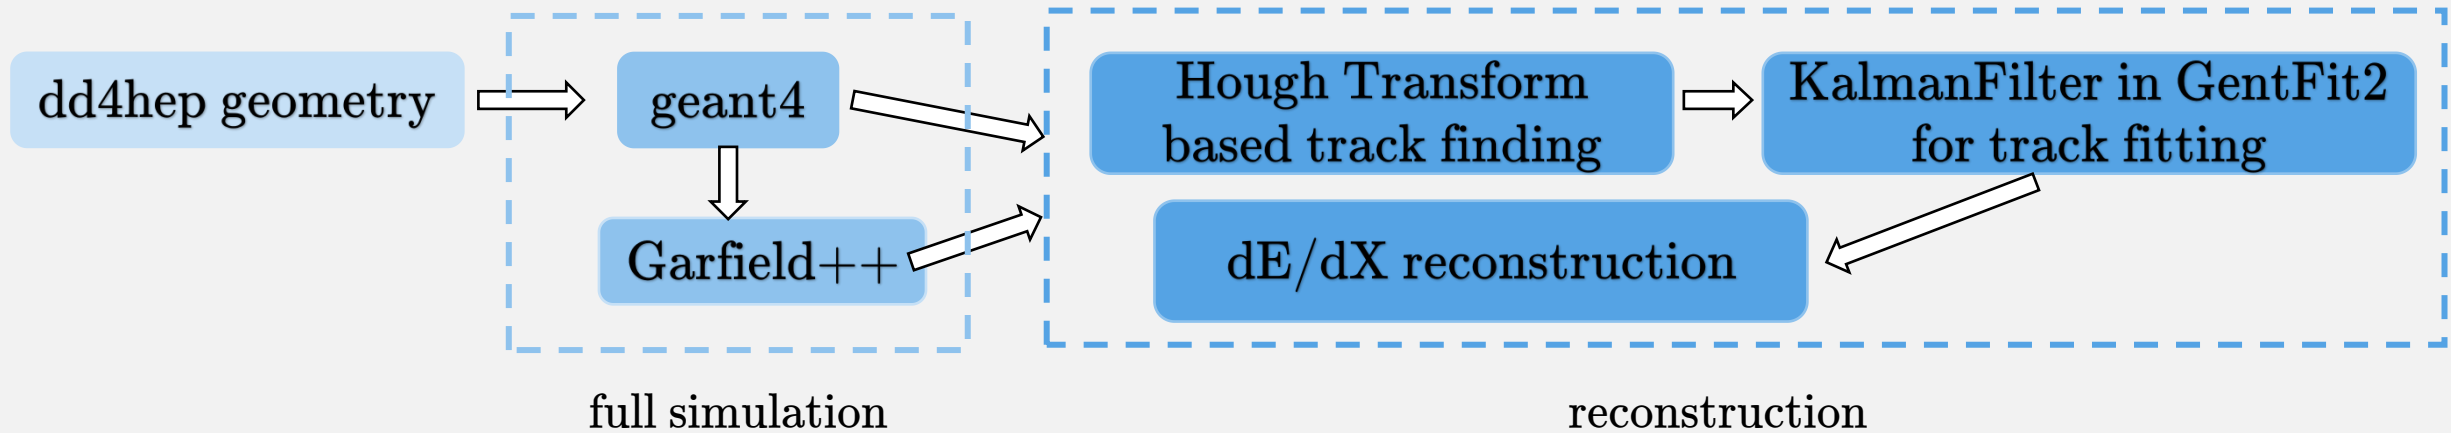 dd4hep geometry
geant4
Garfield++
full simulation
Hough Transform
based track finding
KalmanFilter in GentFit2
for track fitting
dE/dX reconstruction
reconstruction